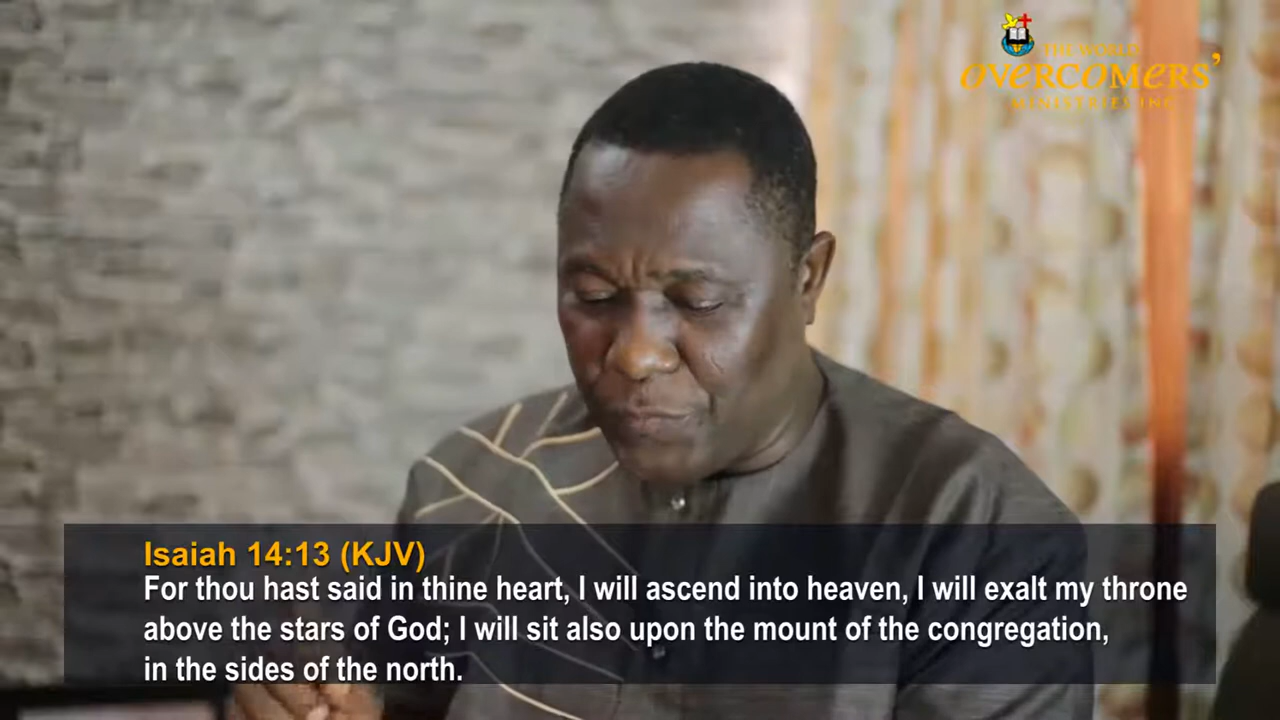 THE WORLD
OVERCOMERS'
MINISTRIES INC
Isaiah 14:13 (KJV)
For thou hast said in thine heart, I will ascend into heaven, I will exalt my throne
above the stars of God; I will sit also upon the mount of the congregation,
in the sides of the north.